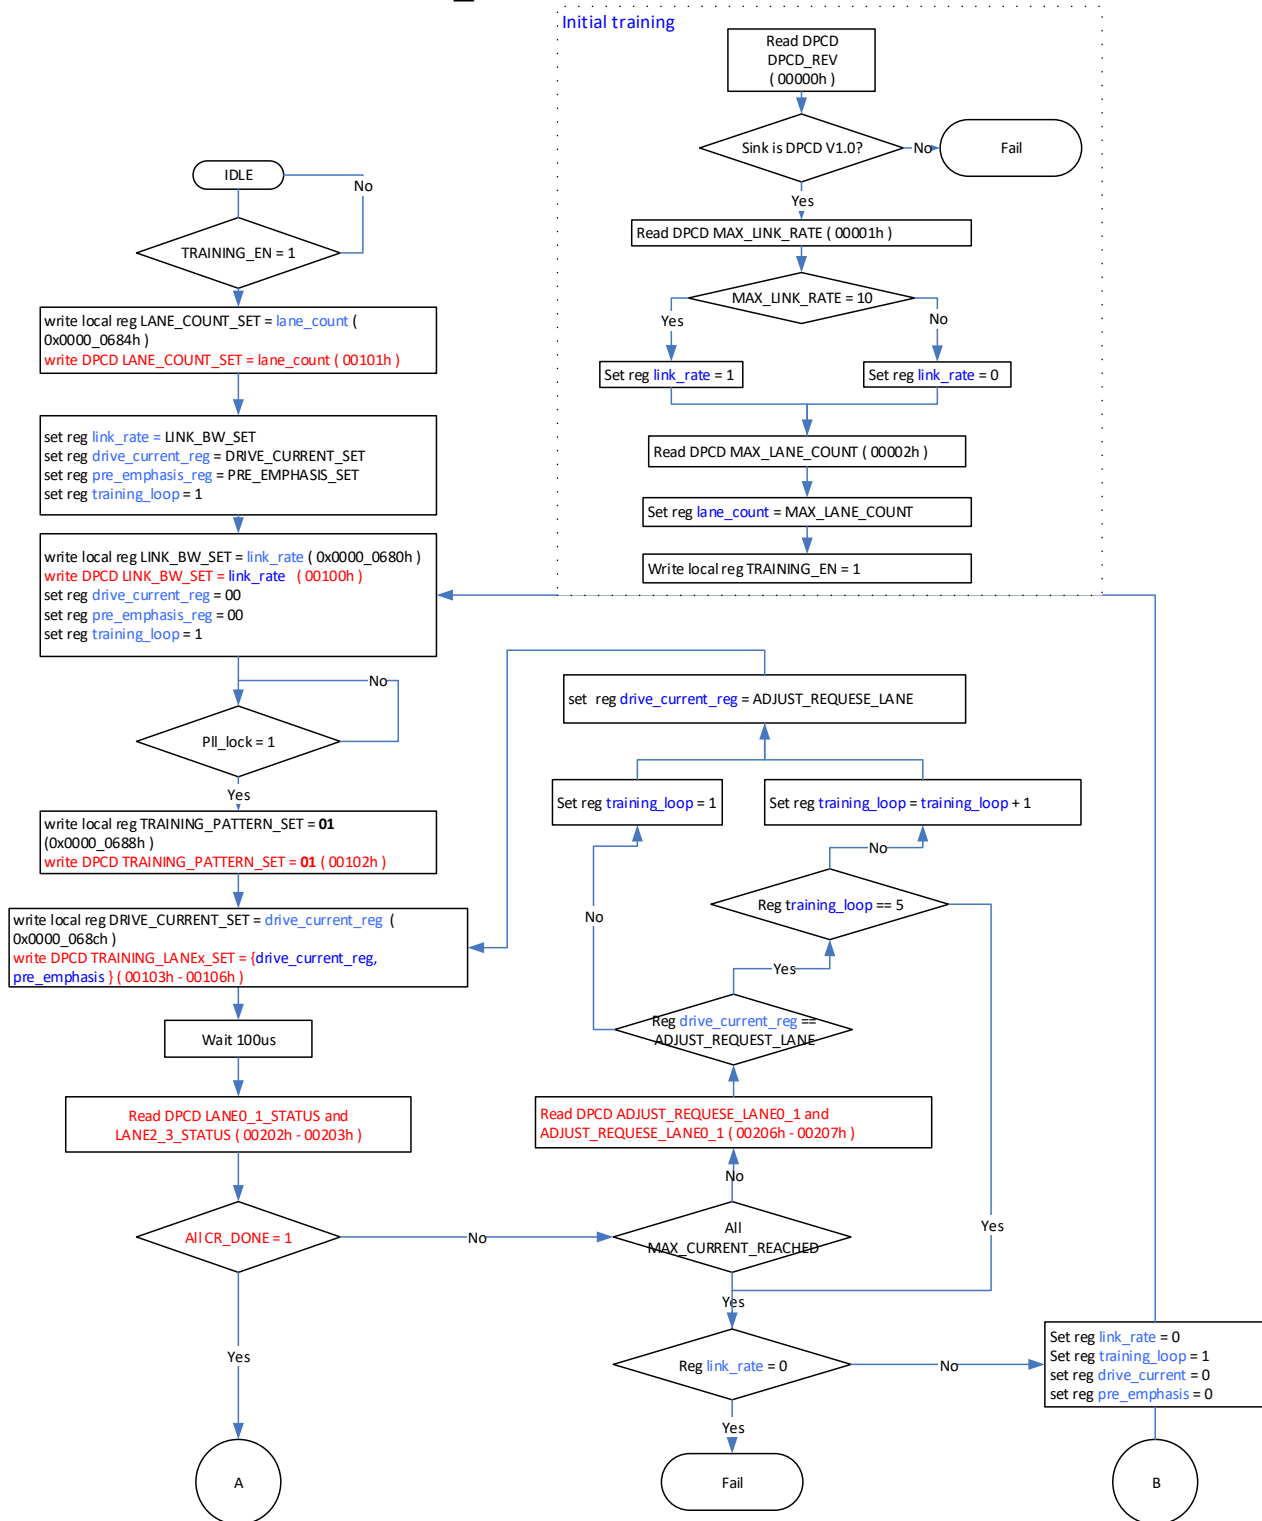 Initial training
Read DPCD
DPCD_REV
( 00000h )
Sink is DPCD V1.0?
No
Fail
Yes
Read DPCD MAX_LINK_RATE ( 00001h )
MAX_LINK_RATE = 10
Yes
No
Set reg link_rate = 1
Set reg link_rate = 0
Read DPCD MAX_LANE_COUNT ( 00002h )
Set reg lane_count = MAX_LANE_COUNT
Write local reg TRAINING_EN = 1
IDLE
No
TRAINING_EN = 1
write local reg LANE_COUNT_SET = lane_count (
0x0000_0684h )
write DPCD LANE_COUNT_SET = lane_count ( 00101h )
set reg link_rate = LINK_BW_SET
set reg drive_current_reg = DRIVE_CURRENT_SET
set reg pre_emphasis_reg = PRE_EMPHASIS_SET
set reg training_loop = 1
write local reg LINK_BW_SET = link_rate ( 0x0000_0680h )
write DPCD LINK_BW_SET = link_rate ( 00100h )
set reg drive_current_reg = 00
set reg pre_emphasis_reg = 00
set reg training_loop = 1
No
Pll_lock = 1
Yes
write local reg TRAINING_PATTERN_SET = 01
(0x0000_0688h )
write DPCD TRAINING_PATTERN_SET = 01 ( 00102h )
write local reg DRIVE_CURRENT_SET = drive_current_reg (
0x0000_068ch )
write DPCD TRAINING_LANEx_SET = {drive_current_reg,
pre_emphasis } ( 00103h - 00106h )
Wait 100us
Read DPCD LANE0_1_STATUS and
LANE2_3_STATUS ( 00202h - 00203h )
All CR_DONE = 1
No
Yes
A
set reg drive_current_reg = ADJUST_REQUESE_LANE
Set reg training_loop = 1
Set reg training_loop = training_loop + 1
No
Reg training_loop == 5
No
Yes
Reg drive_current_reg ==
ADJUST_REQUEST_LANE
Read DPCD ADJUST_REQUESE_LANE0_1 and
ADJUST_REQUESE_LANE0_1 ( 00206h - 00207h )
No
All
MAX_CURRENT_REACHED
Yes
Yes
Reg link_rate = 0
No
Yes
Fail
Set reg link_rate = 0
Set reg training_loop = 1
set reg drive_current = 0
set reg pre_emphasis = 0
B